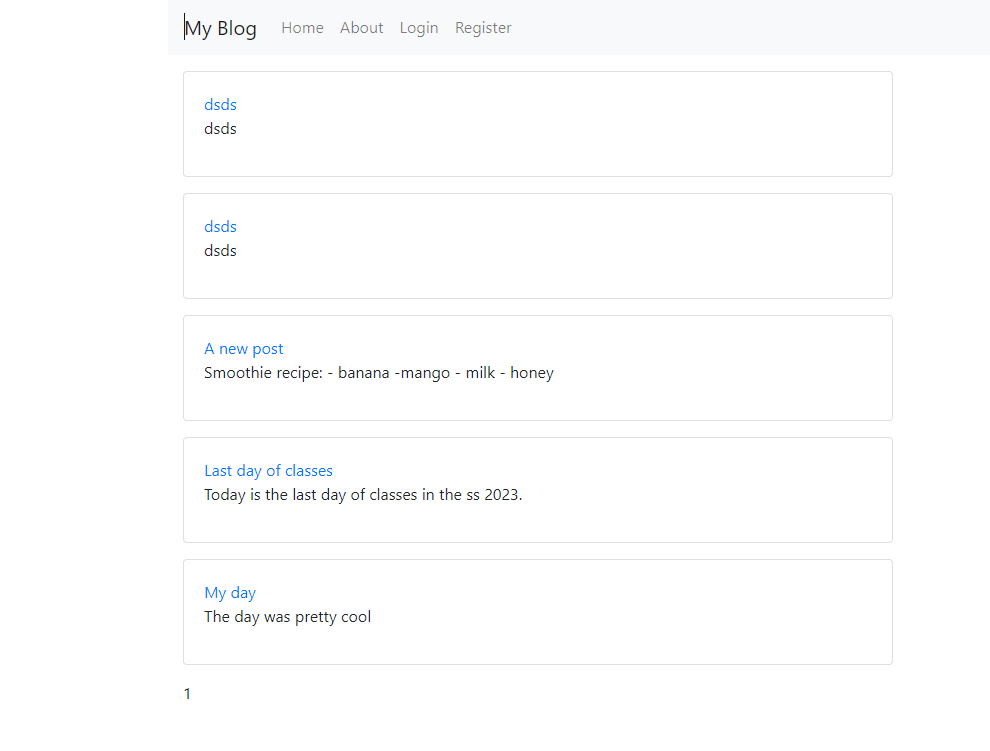 My Blog Home About Login Register
dsds
dsds
dsds
dsds
A new post
Smoothie recipe: - banana -mango - milk - honey
Last day of classes
Today is the last day of classes in the ss 2023.
My day
The day was pretty cool
1